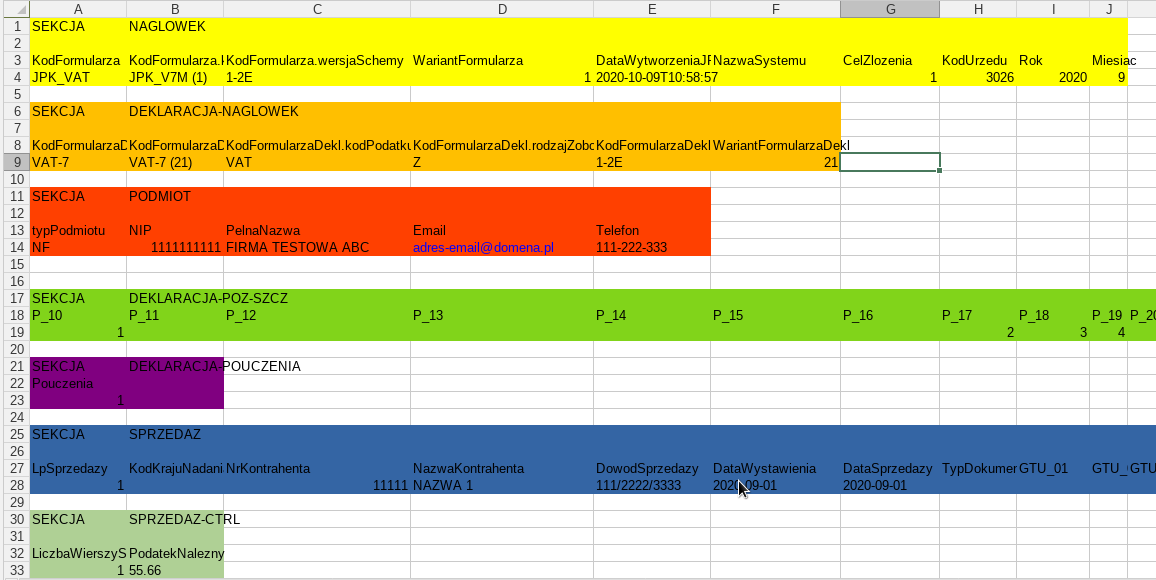 A B C D E F G H I J
1 SEKCJA NAGLOWEK
2
3 KodFormularza KodFormularza. KodFormularza.wersjaSchemy WariantFormularza DataWytworzeniaJ NazwaSystemu CelZlozenia KodUrzedu Rok Miesiac
4 JPK_VAT JPK_V7M (1) 1-2E 1 2020-10-09T10:58:57 1 3026 2020 9
5
6 SEKCJA DEKLARACJA-NAGLOWEK
7
8 KodFormularzaD KodFormularzaD KodFormularzaDekl.kodPodatku KodFormularzaDekl.rodzajZobo KodFormularzaDekl WariantFormularzaDekl
9 VAT-7 VAT-7 (21) VAT Z 1-2E 21
10
11 SEKCJA PODMIOT
12
13 typPodmiotu NIP PelnaNazwa Email Telefon
14 NF 1111111111 FIRMA TESTOWA ABC adres-email@domena.pl 111-222-333
15
16
17 SEKCJA DEKLARACJA-POZ-SZCZ
18 P_10 P_11 P_12 P_13 P_14 P_15 P_16 P_17 P_18 P_19 P_20
19 1 2 3 4
20
21 SEKCJA DEKLARACJA-POUCZENIA
22 Pouczenia
23 1
24
25 SEKCJA SPRZEDAZ
26
27 LpSprzedazy KodKrajuNadani NrKontrahenta NazwaKontrahenta DowodSprzedazy DataWystawienia DataSprzedazy TypDokumen GTU_01 GTU_ GTU
28 1 11111 NAZWA 1 111/2222/3333 2020-09-01 2020-09-01
29
30 SEKCJA SPRZEDAZ-CTRL
31
32 LiczbaWierszyS PodatekNalezny
33 1 55.66